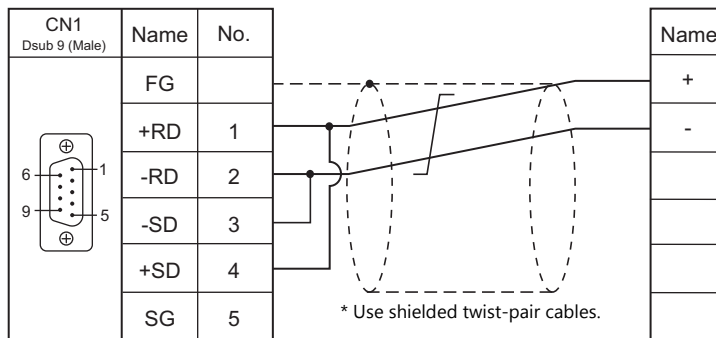 CN1
Dsub 9 (Male)
Name No.
Name
FG
+
+RD 1
-
-RD 2
6 1
9 5
-SD 3
+SD 4
SG 5
* Use shielded twist-pair cables.